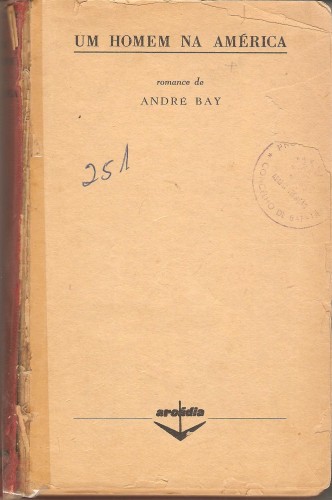 UM HOMEM NA AMÉRICA
romance de
ANDRÉ BAY
251
arcádia